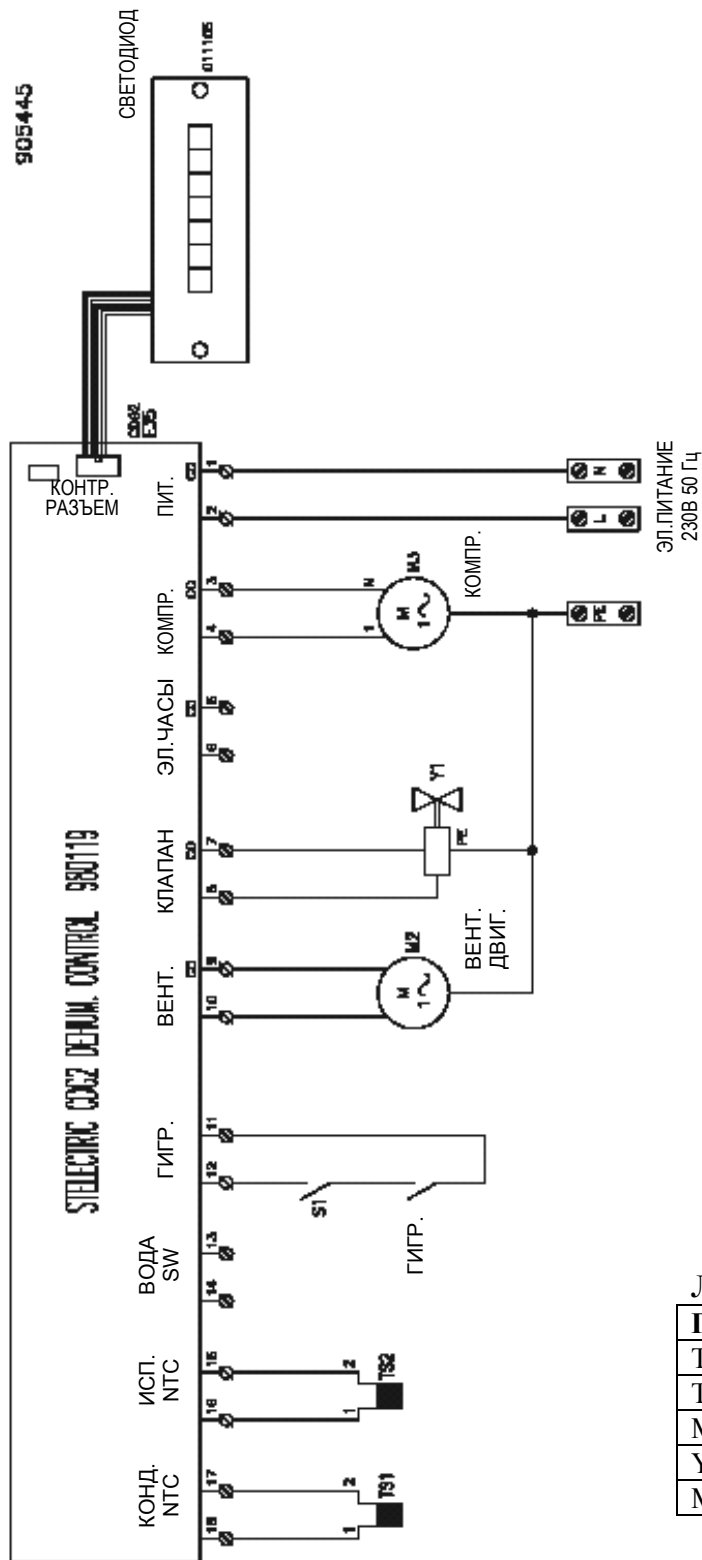 905445
СВЕТОДИОД
011105
КОНТР.
РАЗЪЕМ
STELECTRIC CDG2 DEHUM. CONTROL 980119
КОНД.
NTC
ИСП.
NTC
ВОДА
SW
ГИГР.
ВЕНТ.
КЛАПАН
ЭЛ.ЧАСЫ
КОМПР.
ПИТ.
18 17 16 15 14 13 12 11 10 9 8 7 6 5 4 3 2 1
1 2
TS1
1 2
TS2
S1
ГИГР.
M
1
M2
ВЕНТ.
ДВИГ.
Y1
PE
1 N
M
1
M3
КОМПР.
PE
L
N
ЭЛ.ПИТАНИЕ
230В 50 Гц